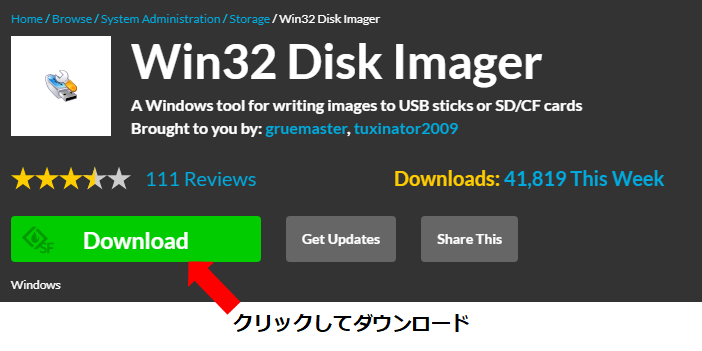 Home / Browse / System Administration / Storage / Win32 Disk Imager
Win32 Disk Imager
A Windows tool for writing images to USB sticks or SD/CF cards
Brought to you by: gruemaster, tuxinator2009
111 Reviews
Downloads: 41,819 This Week
SF Download
Get Updates
Share This
Windows
クリックしてダウンロード